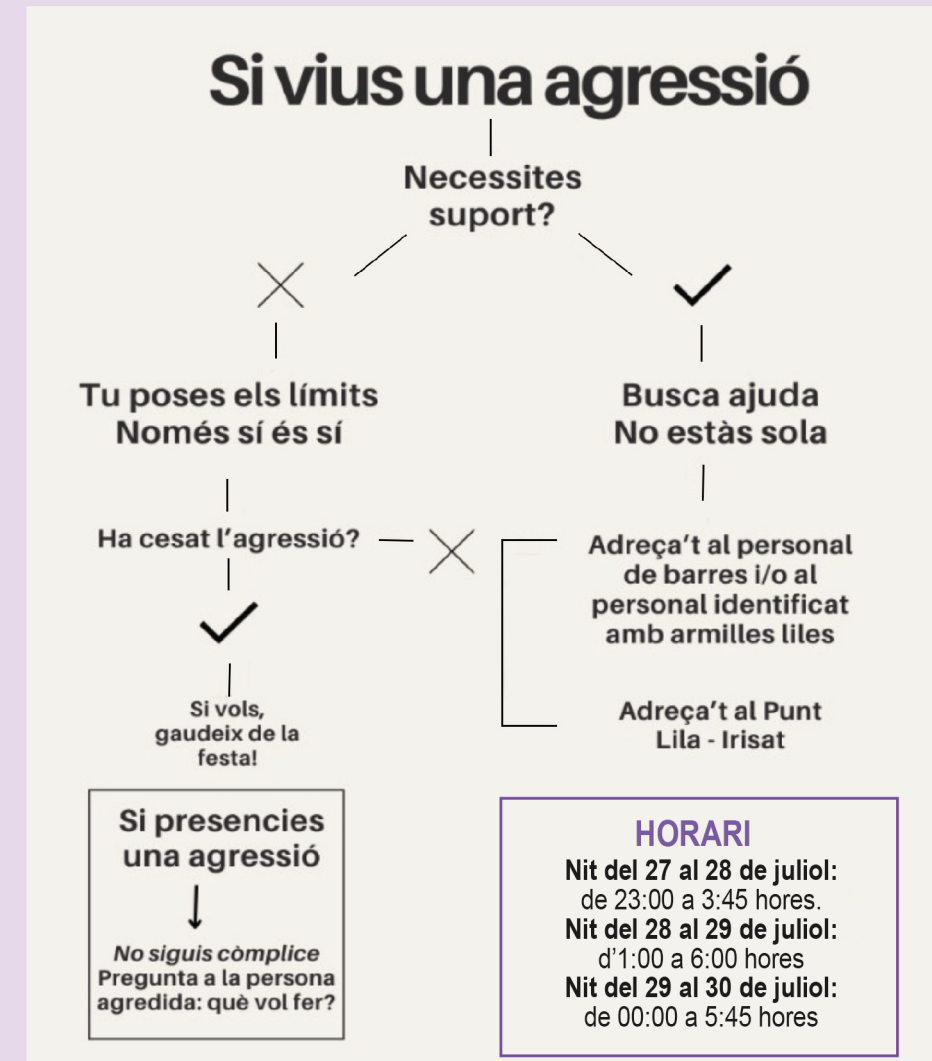 Si vius una agressió
Necessites
suport?
Tu poses els límits
Només sí és sí
Busca ajuda
No estàs sola
Ha cesat l'agressió?
Adreça't al personal
de barres i/o al
personal identificat
amb armilles liles
Si vols,
gaudeix de la
festa!
Adreça't al Punt
Lila - Irisat
Si presencies
una agressió
No siguis còmplice
Pregunta a la persona
agredida: què vol fer?
HORARI
Nit del 27 al 28 de juliol:
de 23:00 a 3:45 hores.
Nit del 28 al 29 de juliol:
d'1:00 a 6:00 hores
Nit del 29 al 30 de juliol:
de 00:00 a 5:45 hores